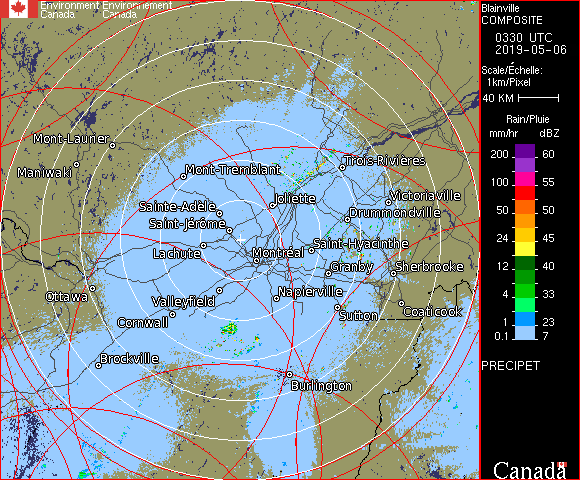 Environment Environnement
Canada Canada
Blainville
COMPOSITE
0330 UTC
2019-05-06
Scale/Échelle:
1km/Pixel
40 KM
Rain/Pluie
mm/hr dBZ
200 60
100 55
50 50
24 45
12 40
4 33
1 23
0.1 7
PRECIPET
Canada
Mont-Laurier
Maniwaki
Mont-Tremblant
Trois-Rivières
Victoriaville
Joliette
Sainte-Adèle
Drummondville
Saint-Jérôme
Saint-Hyacinthe
Lachute
Montréal
Granby
Sherbrooke
Ottawa
Valleyfield
Napierville
Coaticook
Cornwall
Sutton
Brockville
Burlington